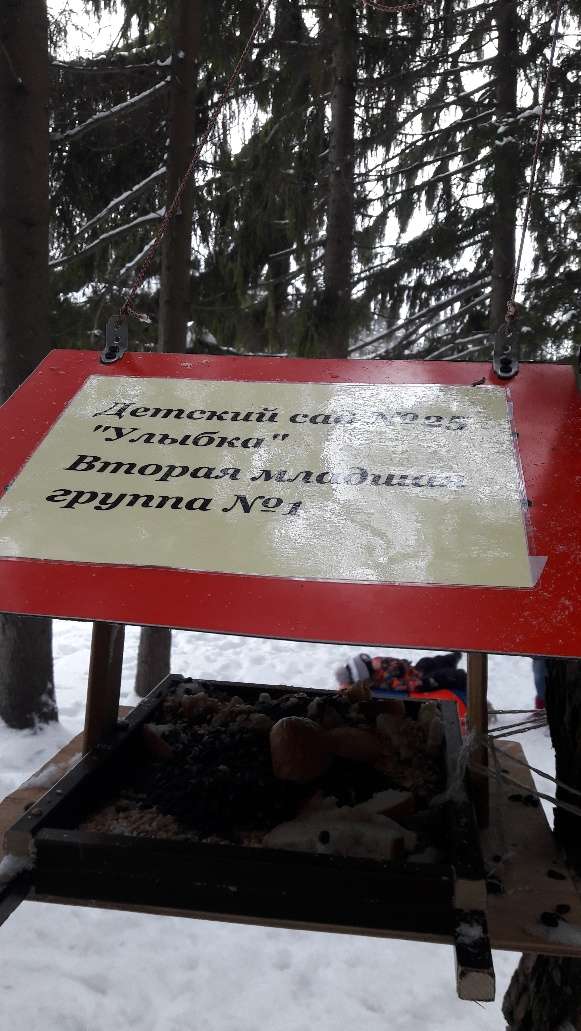 Детский сад №25
"Улыбка"
Вторая младшая
группа №1